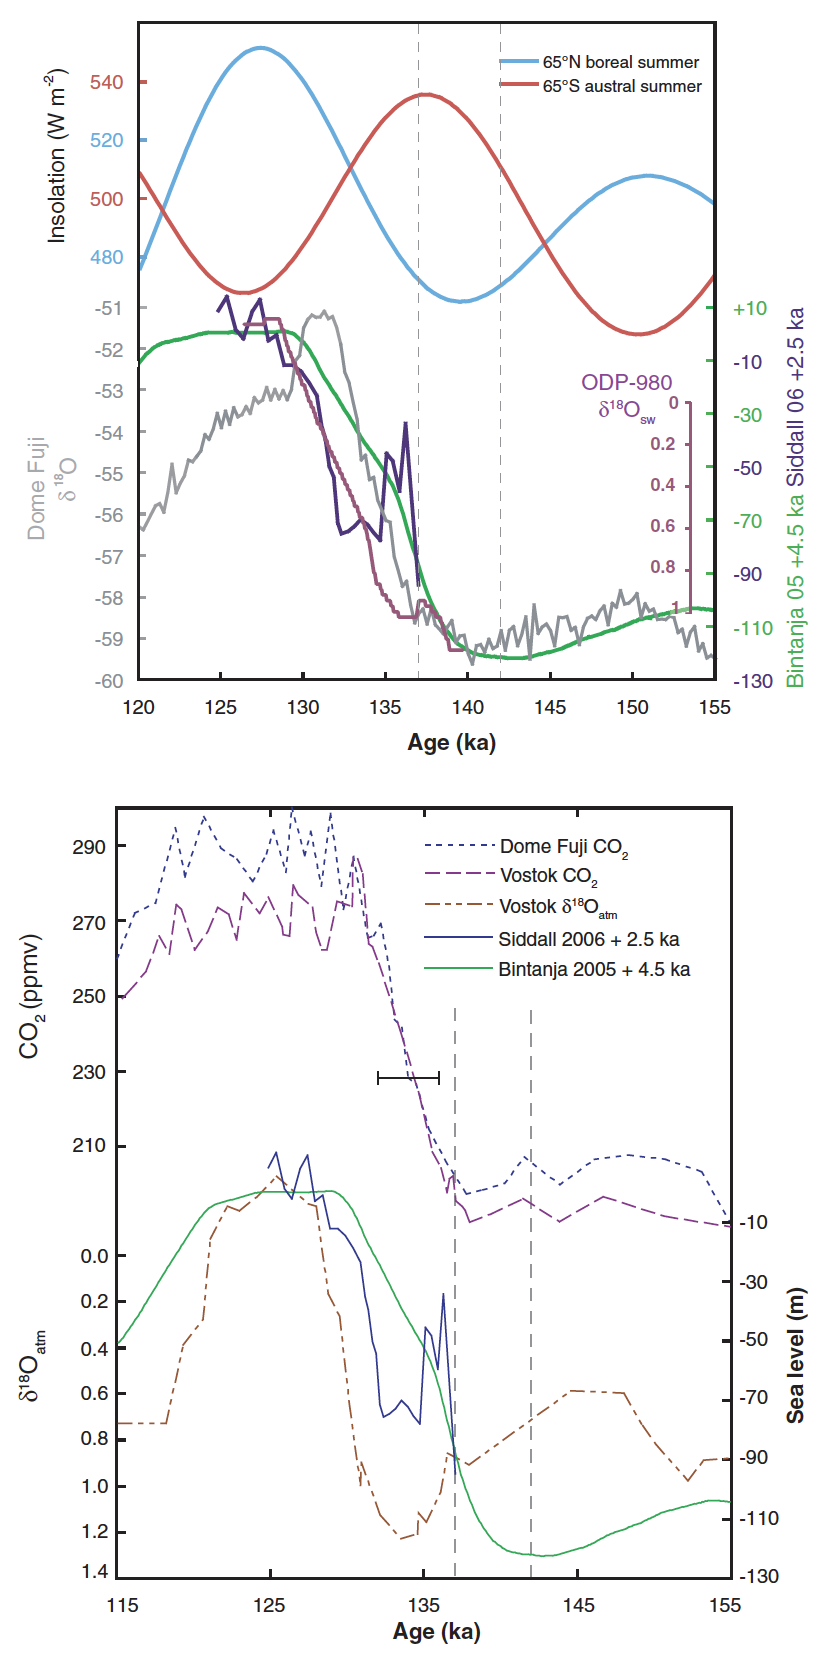 65°N boreal summer
65°S austral summer
Insolation (W m⁻²)
540
520
500
480
-51
-52
-53
-54
-55
-56
-57
-58
-59
-60
Dome Fuji
δ ¹⁸O
ODP-980
δ¹⁸Osw
0
0.2
0.4
0.6
0.8
1
+10
-10
-30
-50
-70
-90
-110
-130
Bintanja 05 +4.5 ka Siddall 06 +2.5 ka
120 125 130 135 140 145 150 155
Age (ka)
Dome Fuji CO₂
Vostok CO₂
Vostok δ¹⁸Oatm
Siddall 2006 + 2.5 ka
Bintanja 2005 + 4.5 ka
CO₂ (ppmv)
290
270
250
230
210
δ¹⁸Oatm
0.0
0.2
0.4
0.6
0.8
1.0
1.2
1.4
-10
-30
-50
-70
-90
-110
-130
Sea level (m)
115 125 135 145 155
Age (ka)